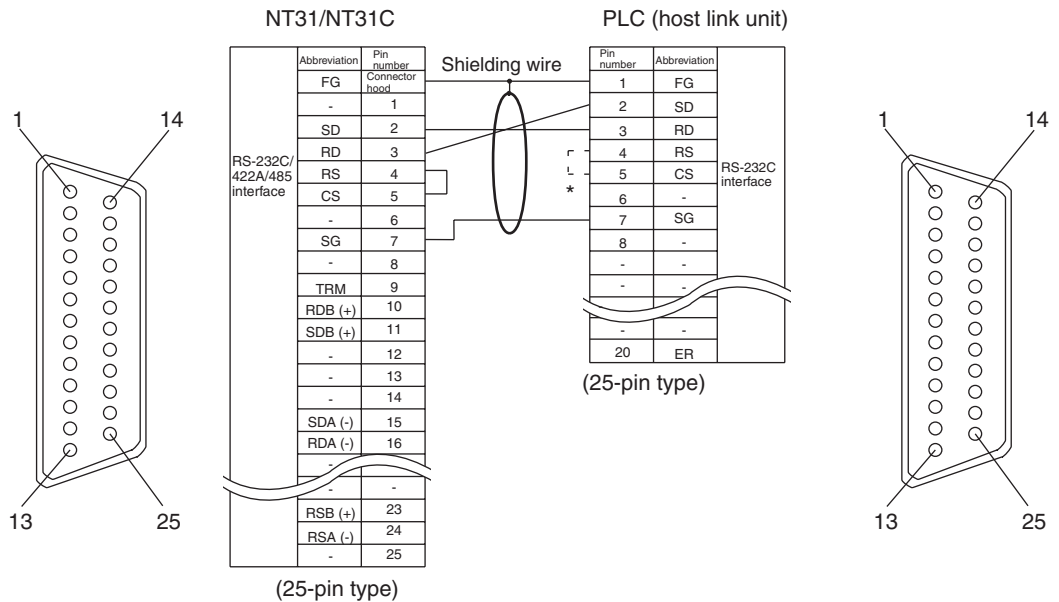 NT31/NT31C
PLC (host link unit)
1
14
13
25
RS-232C/
422A/485
interface
Abbreviation Pin number
FG Connector hood
- 1
SD 2
RD 3
RS 4
CS 5
- 6
SG 7
- 8
TRM 9
RDB (+) 10
SDB (+) 11
- 12
- 13
- 14
SDA (-) 15
RDA (-) 16
-
- -
RSB (+) 23
RSA (-) 24
- 25
(25-pin type)
Shielding wire
*
Pin number Abbreviation
1 FG
2 SD
3 RD
4 RS
5 CS
6 -
7 SG
8 -
- -
- -
- -
20 ER
RS-232C
interface
(25-pin type)
1
14
13
25